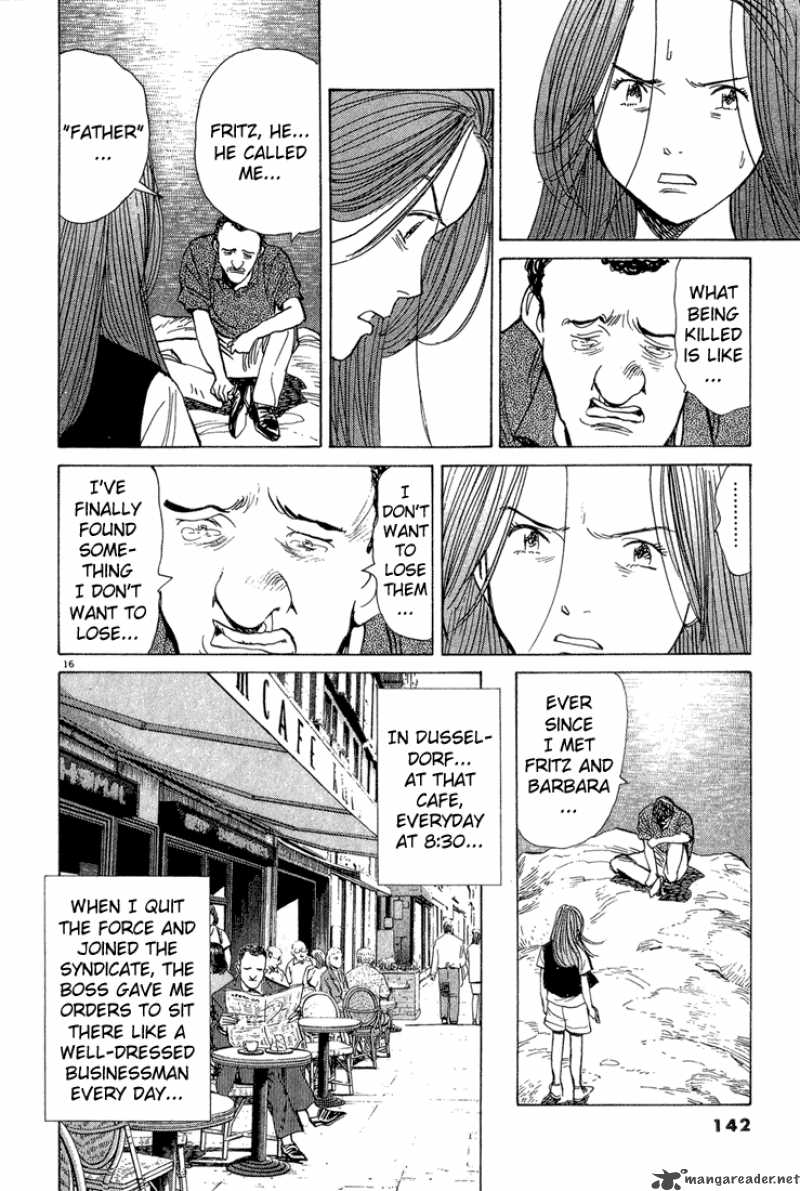 WHAT
BEING
KILLED
IS LIKE
...
FRITZ, HE...
HE CALLED
ME...
"FATHER"
...
.........
I
DON'T
WANT
TO
LOSE
THEM
...
I'VE
FINALLY
FOUND
SOME-
THING
I DON'T
WANT TO
LOSE...
16
EVER
SINCE
I MET
FRITZ AND
BARBARA
...
IN DUSSEL-
DORF...
AT THAT
CAFE,
EVERYDAY
AT 8:30...
CAFE
WHEN I QUIT
THE FORCE AND
JOINED THE
SYNDICATE, THE
BOSS GAVE ME
ORDERS TO SIT
THERE LIKE A
WELL-DRESSED
BUSINESSMAN
EVERY DAY...
142
mangareader.net